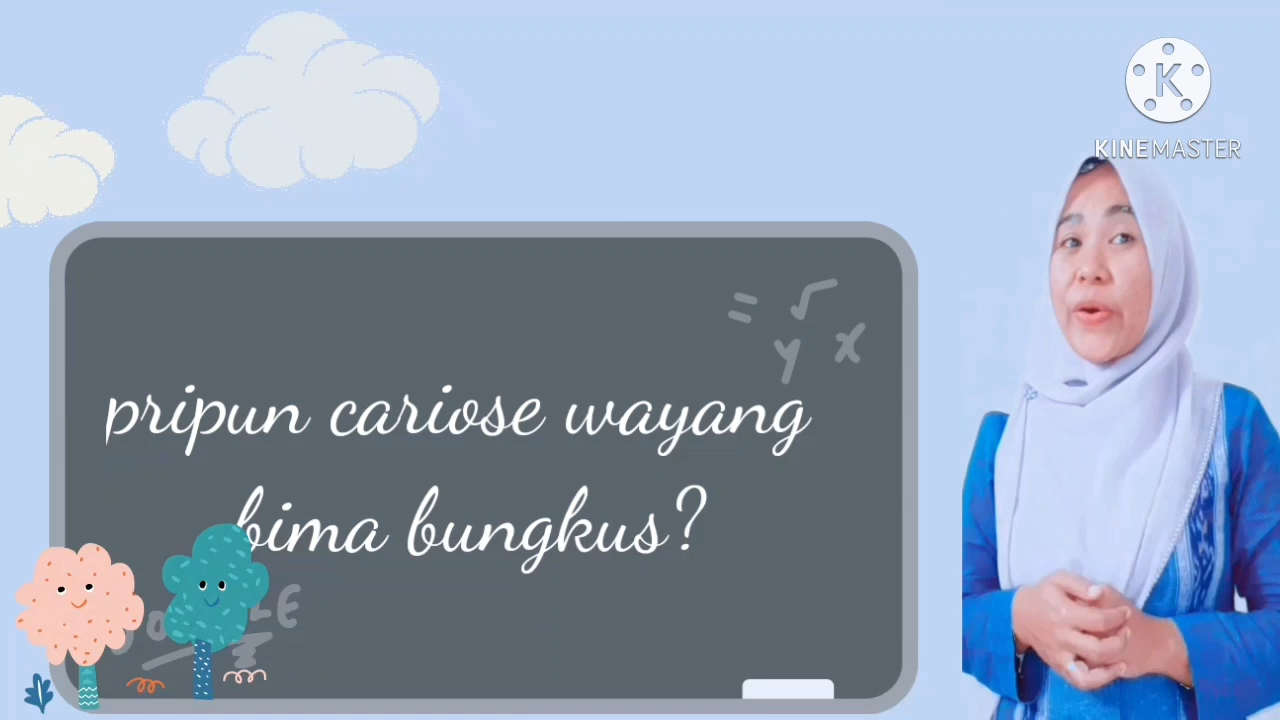 KINEMASTER
= √
y x
pripun cariose wayang
bima bungkus?